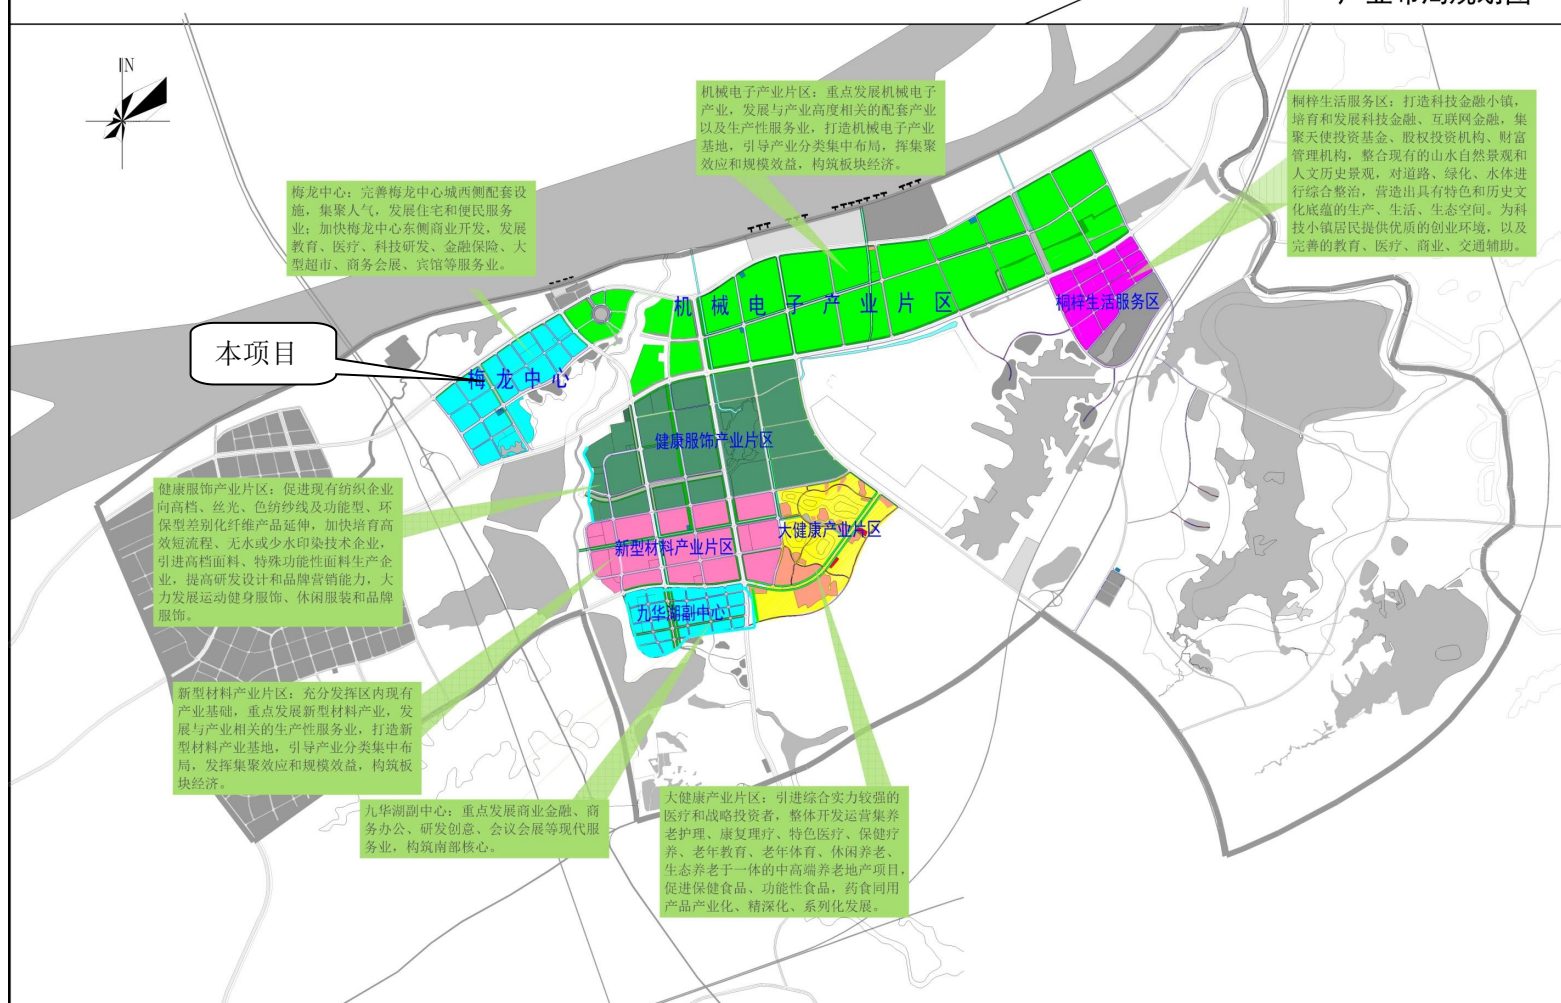 产业布局规划图
N
机械电子产业片区：重点发展机械电子
产业，发展与产业高度相关的配套产业
以及生产性服务业，打造机械电子产业
基地，引导产业分类集中布局，挥集聚
效应和规模效益，构筑板块经济。
桐梓生活服务区：打造科技金融小镇，
培育和发展科技金融、互联网金融，集
聚天使投资基金、股权投资机构、财富
管理机构，整合现有的山水自然景观和
人文历史景观，对道路、绿化、水体进
行综合整治，营造出具有特色和历史文
化底蕴的生产、生活、生态空间。为科
技小镇居民提供优质的创业环境，以及
完善的教育、医疗、商业、交通辅助。
梅龙中心：完善梅龙中心城西侧配套设
施，集聚人气，发展住宅和便民服务
业；加快梅龙中心东侧商业开发，发展
教育、医疗、科技研发、金融保险、大
型超市、商务会展、宾馆等服务业。
机械电子产业片区
桐梓生活服务区
本项目
梅龙中心
健康服饰产业片区
健康服饰产业片区：促进现有纺织企业
向高档、丝光、色纺纱线及功能型、环
保型差别化纤维产品延伸，加快培育高
效短流程、无水或少水印染技术企业，
引进高档面料、特殊功能性面料生产企
业，提高研发设计和品牌营销能力，大
力发展运动健身服饰、休闲服装和品牌
服饰。
大健康产业片区
新型材料产业片区
九华湖副中心
新型材料产业片区：充分发挥区内现有
产业基础，重点发展新型材料产业，发
展与产业相关的生产性服务业，打造新
型材料产业基地，引导产业分类集中布
局，发挥集聚效应和规模效益，构筑板
块经济。
九华湖副中心：重点发展商业金融、商
务办公、研发创意、会议会展等现代服
务业，构筑南部核心。
大健康产业片区：引进综合实力较强的
医疗和战略投资者，整体开发运营集养
老护理、康复理疗、特色医疗、保健疗
养、老年教育、老年体育、休闲养老、
生态养老于一体的中高端养老地产项目，
促进保健食品、功能性食品，药食同用
产品产业化、精深化、系列化发展。